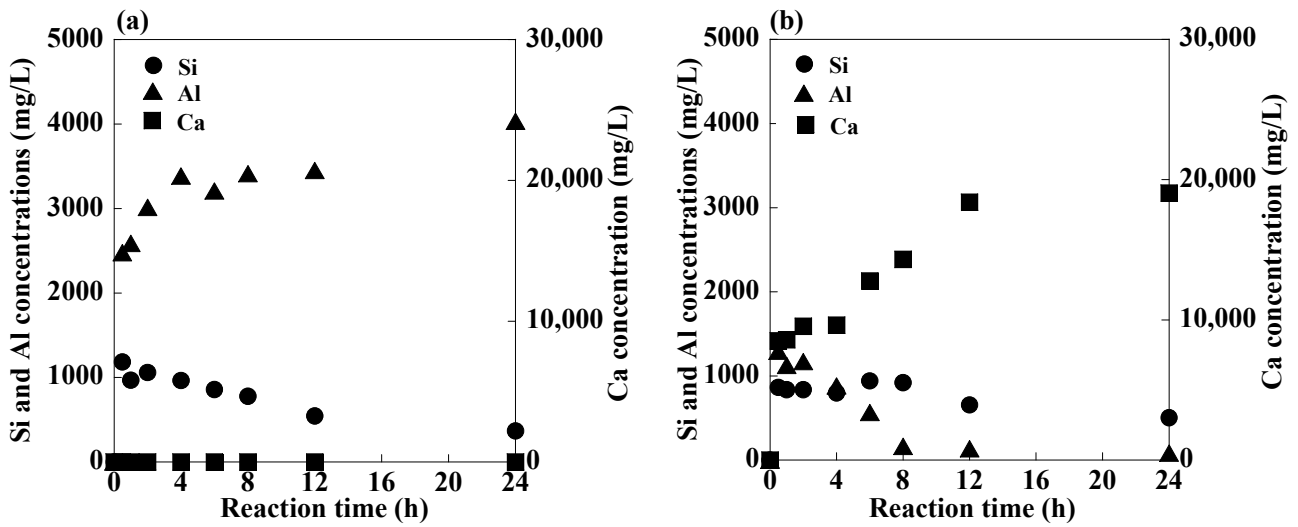 (a)
5000
4000
3000
2000
1000
0
Si and Al concentrations (mg/L)
Si
Al
Ca
30,000
20,000
10,000
0
Ca concentration (mg/L)
0 4 8 12 16 20 24
Reaction time (h)
(b)
5000
4000
3000
2000
1000
0
Si and Al concentrations (mg/L)
Si
Al
Ca
30,000
20,000
10,000
0
Ca concentration (mg/L)
0 4 8 12 16 20 24
Reaction time (h)